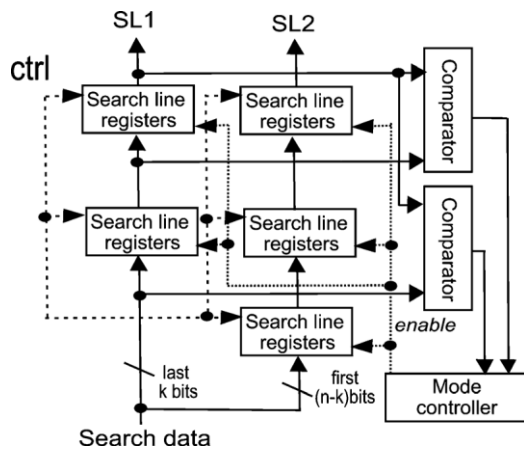 SL1
SL2
ctrl
Search line
registers
Search line
registers
Comparator
Search line
registers
Search line
registers
Comparator
Search line
registers
enable
last
k bits
first
(n-k)bits
Mode
controller
Search data